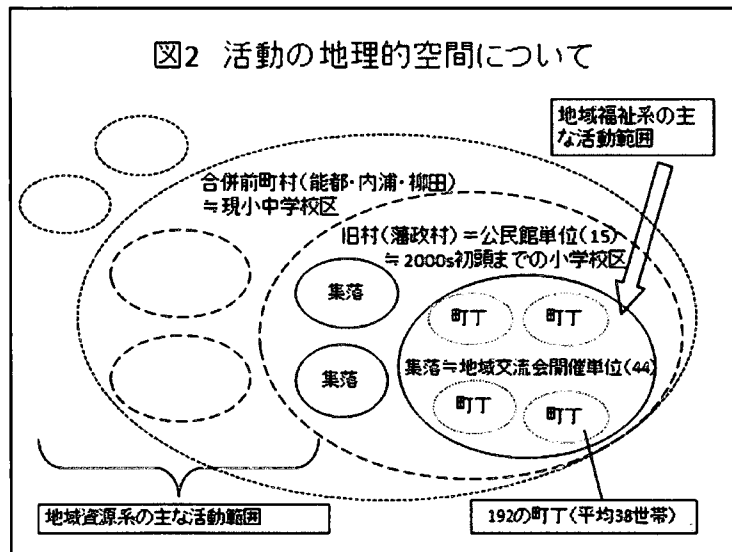 図2 活動の地理的空間について
地域福祉系の主
な活動範囲
合併前町村(能都・内浦・柳田)
≒現小中学校区
旧村(藩政村)=公民館単位(15)
≒2000s初頭までの小学校区
集落
町丁
町丁
集落≒地域交流会開催単位(44)
集落
町丁
町丁
地域資源系の主な活動範囲
192の町丁(平均38世帯)